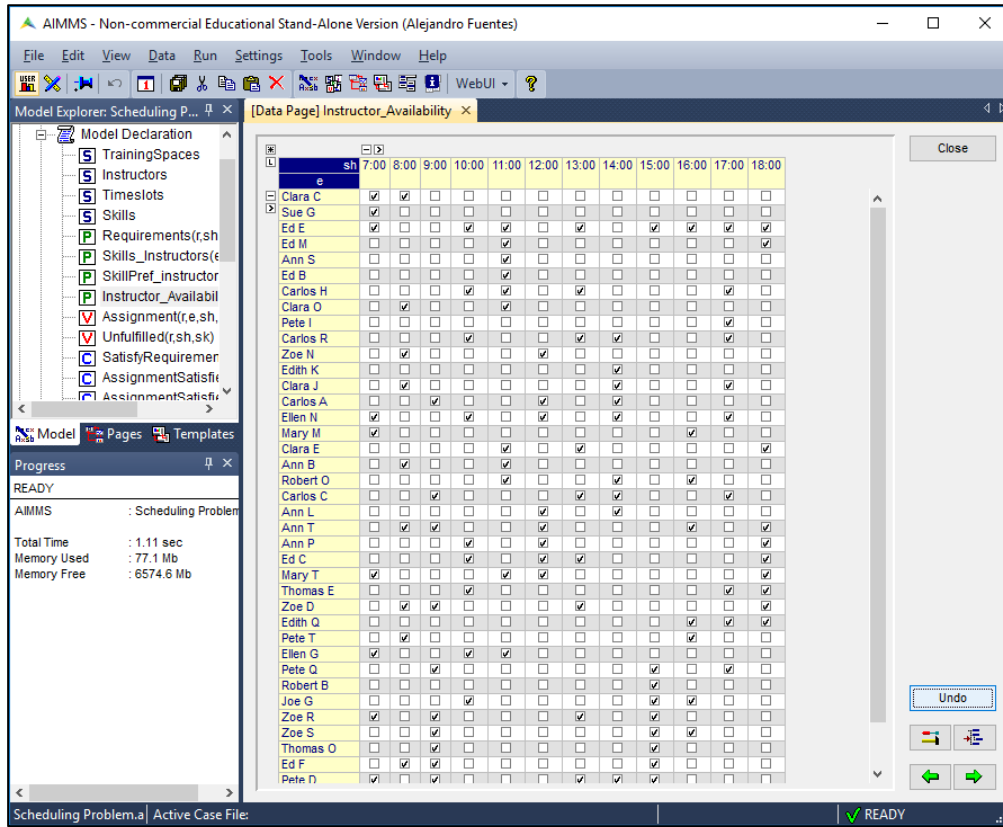 AIMMS - Non-commercial Educational Stand-Alone Version (Alejandro Fuentes)
File Edit View Data Run Settings Tools Window Help
USER 1 WebUI
Model Explorer: Scheduling P...
Model Declaration
S TrainingSpaces
S Instructors
S Timeslots
S Skills
P Requirements(r,sh
P Skills_Instructors(e
P SkillPref_instructor
P Instructor_Availabil
V Assignment(r,e,sh,
V Unfulfilled(r,sh,sk)
C SatisfyRequiremen
C AssignmentSatisfie
C AssignmentSatisfie
Model Pages Templates
Progress
READY
AIMMS : Scheduling Problem
Total Time : 1.11 sec
Memory Used : 77.1 Mb
Memory Free : 6574.6 Mb
[Data Page] Instructor_Availability
L sh 7:00 8:00 9:00 10:00 11:00 12:00 13:00 14:00 15:00 16:00 17:00 18:00
e
Clara C
Sue G
Ed E
Ed M
Ann S
Ed B
Carlos H
Clara O
Pete I
Carlos R
Zoe N
Edith K
Clara J
Carlos A
Ellen N
Mary M
Clara E
Ann B
Robert O
Carlos C
Ann L
Ann T
Ann P
Ed C
Mary T
Thomas E
Zoe D
Edith Q
Pete T
Ellen G
Pete Q
Robert B
Joe G
Zoe R
Zoe S
Thomas O
Ed F
Pete D
Close
Undo
Scheduling Problem.a Active Case File: READY